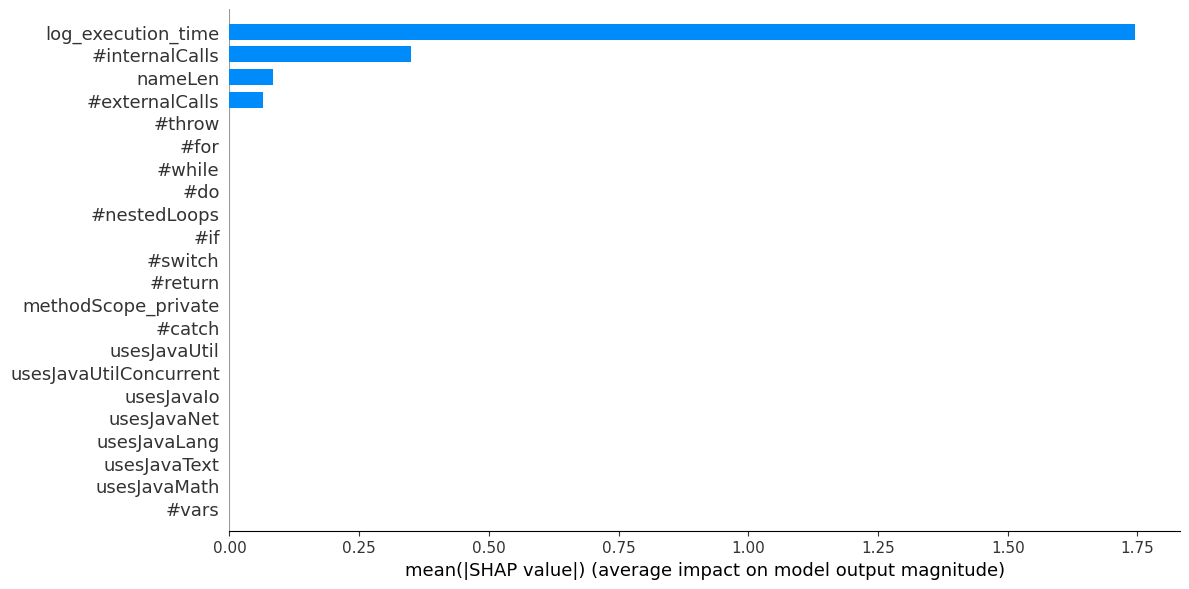 log_execution_time
#internalCalls
nameLen
#externalCalls
#throw
#for
#while
#do
#nestedLoops
#if
#switch
#return
methodScope_private
#catch
usesJavaUtil
usesJavaUtilConcurrent
usesJavaIo
usesJavaNet
usesJavaLang
usesJavaText
usesJavaMath
#vars
0.00 0.25 0.50 0.75 1.00 1.25 1.50 1.75
mean(|SHAP value|) (average impact on model output magnitude)